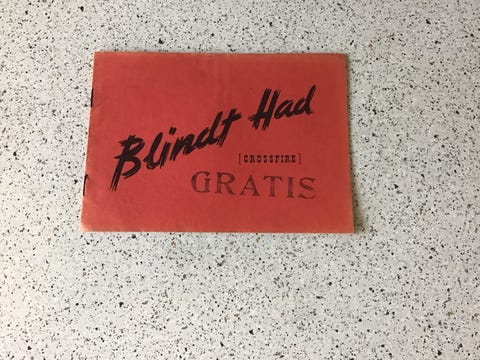 Blindt Had
[CROSSFIRE]
GRATIS